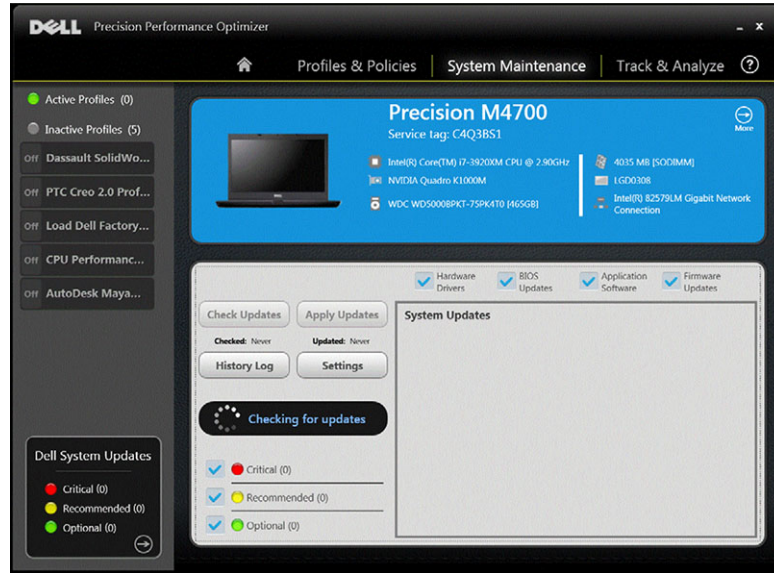 DELL Precision Performance Optimizer
Profiles & Policies
System Maintenance
Track & Analyze
?
Active Profiles (0)
Inactive Profiles (5)
Off Dassault SolidWo...
Off PTC Creo 2.0 Prof...
Off Load Dell Factory...
Off CPU Performanc...
Off AutoDesk Maya...
Dell System Updates
Critical (0)
Recommended (0)
Optional (0)
Precision M4700
Service tag: C4Q3BS1
More
Intel(R) Core(TM) i7-3920XM CPU @ 2.90GHz
NVIDIA Quadro K1000M
WDC WD5000BPKT-75PK4T0 [465GB]
4035 MB [SODIMM]
LGD0308
Intel(R) 82579LM Gigabit Network
Connection
Hardware
Drivers
BIOS
Updates
Application
Software
Firmware
Updates
Check Updates
Apply Updates
Checked: Never
Updated: Never
History Log
Settings
Checking for updates
Critical (0)
Recommended (0)
Optional (0)
System Updates